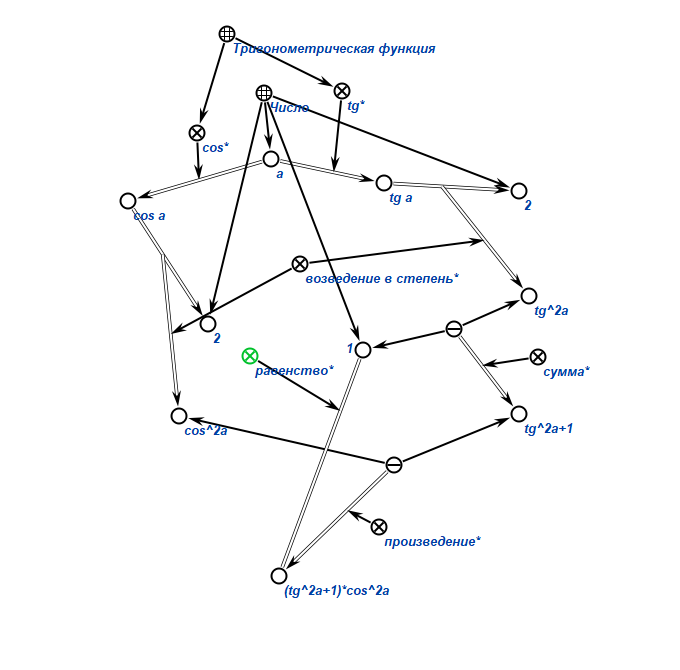 Тригонометрическая функция
Число
tg*
cos*
a
tg a
2
cos a
возведение в степень*
tg^2a
2
1
равенство*
сумма*
cos^2a
tg^2a+1
произведение*
(tg^2a+1)*cos^2a